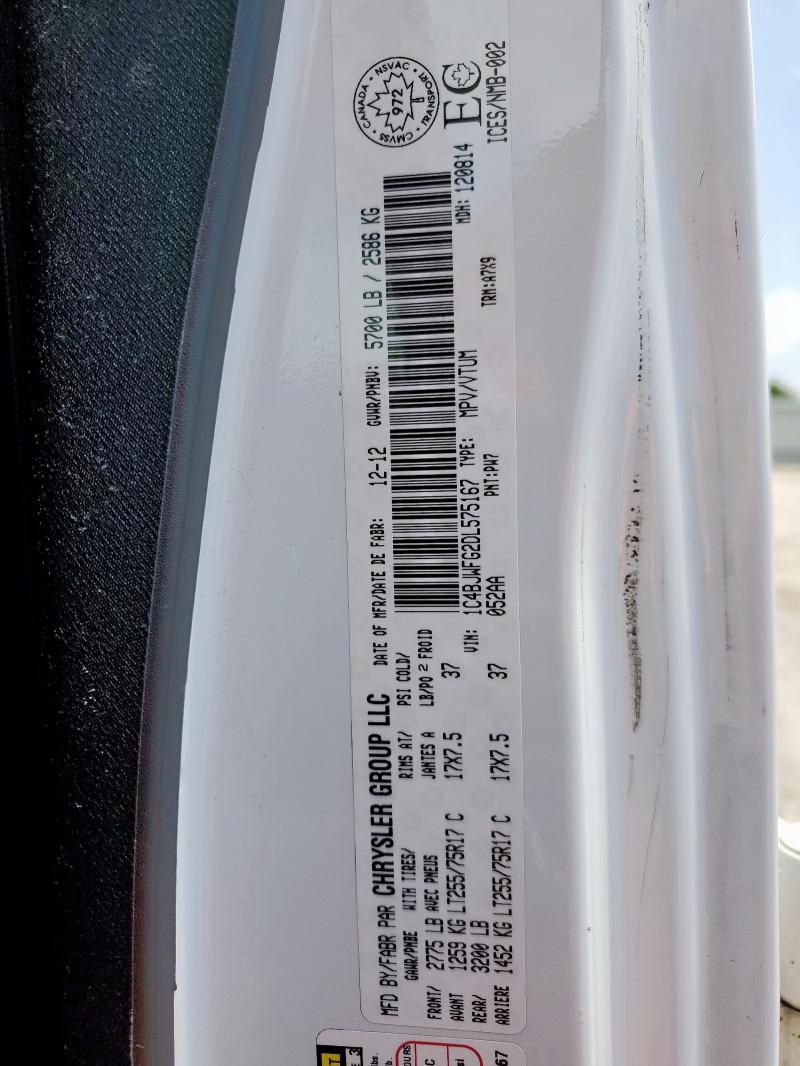 MFD BY/FABR PAR CHRYSLER GROUP LLC DATE OF MFR/DATE DE FABR: 12-12 GVWR/PNBV: 5700 LB / 2586 KG
GAWR/PNBE WITH TIRES/ RIMS AT/ PSI COLD/
FRONT/ 2775 LB AVEC PNEUS JANTES A LB/PO 2 FROID
AVANT 1259 KG LT255/75R17 C 17X7.5 37
REAR/ 3200 LB
ARRIERE 1452 KG LT255/75R17 C 17X7.5 37
VIN: 1C4BJWFG2DL575167 TYPE: MPV/VTUM MDH: 120814
052AA PNT:PW7 TRM:A7X9
CANADA • NSVAC • TRANSPORT • CMVSS •
972
EC
ICES/NMB-002
67